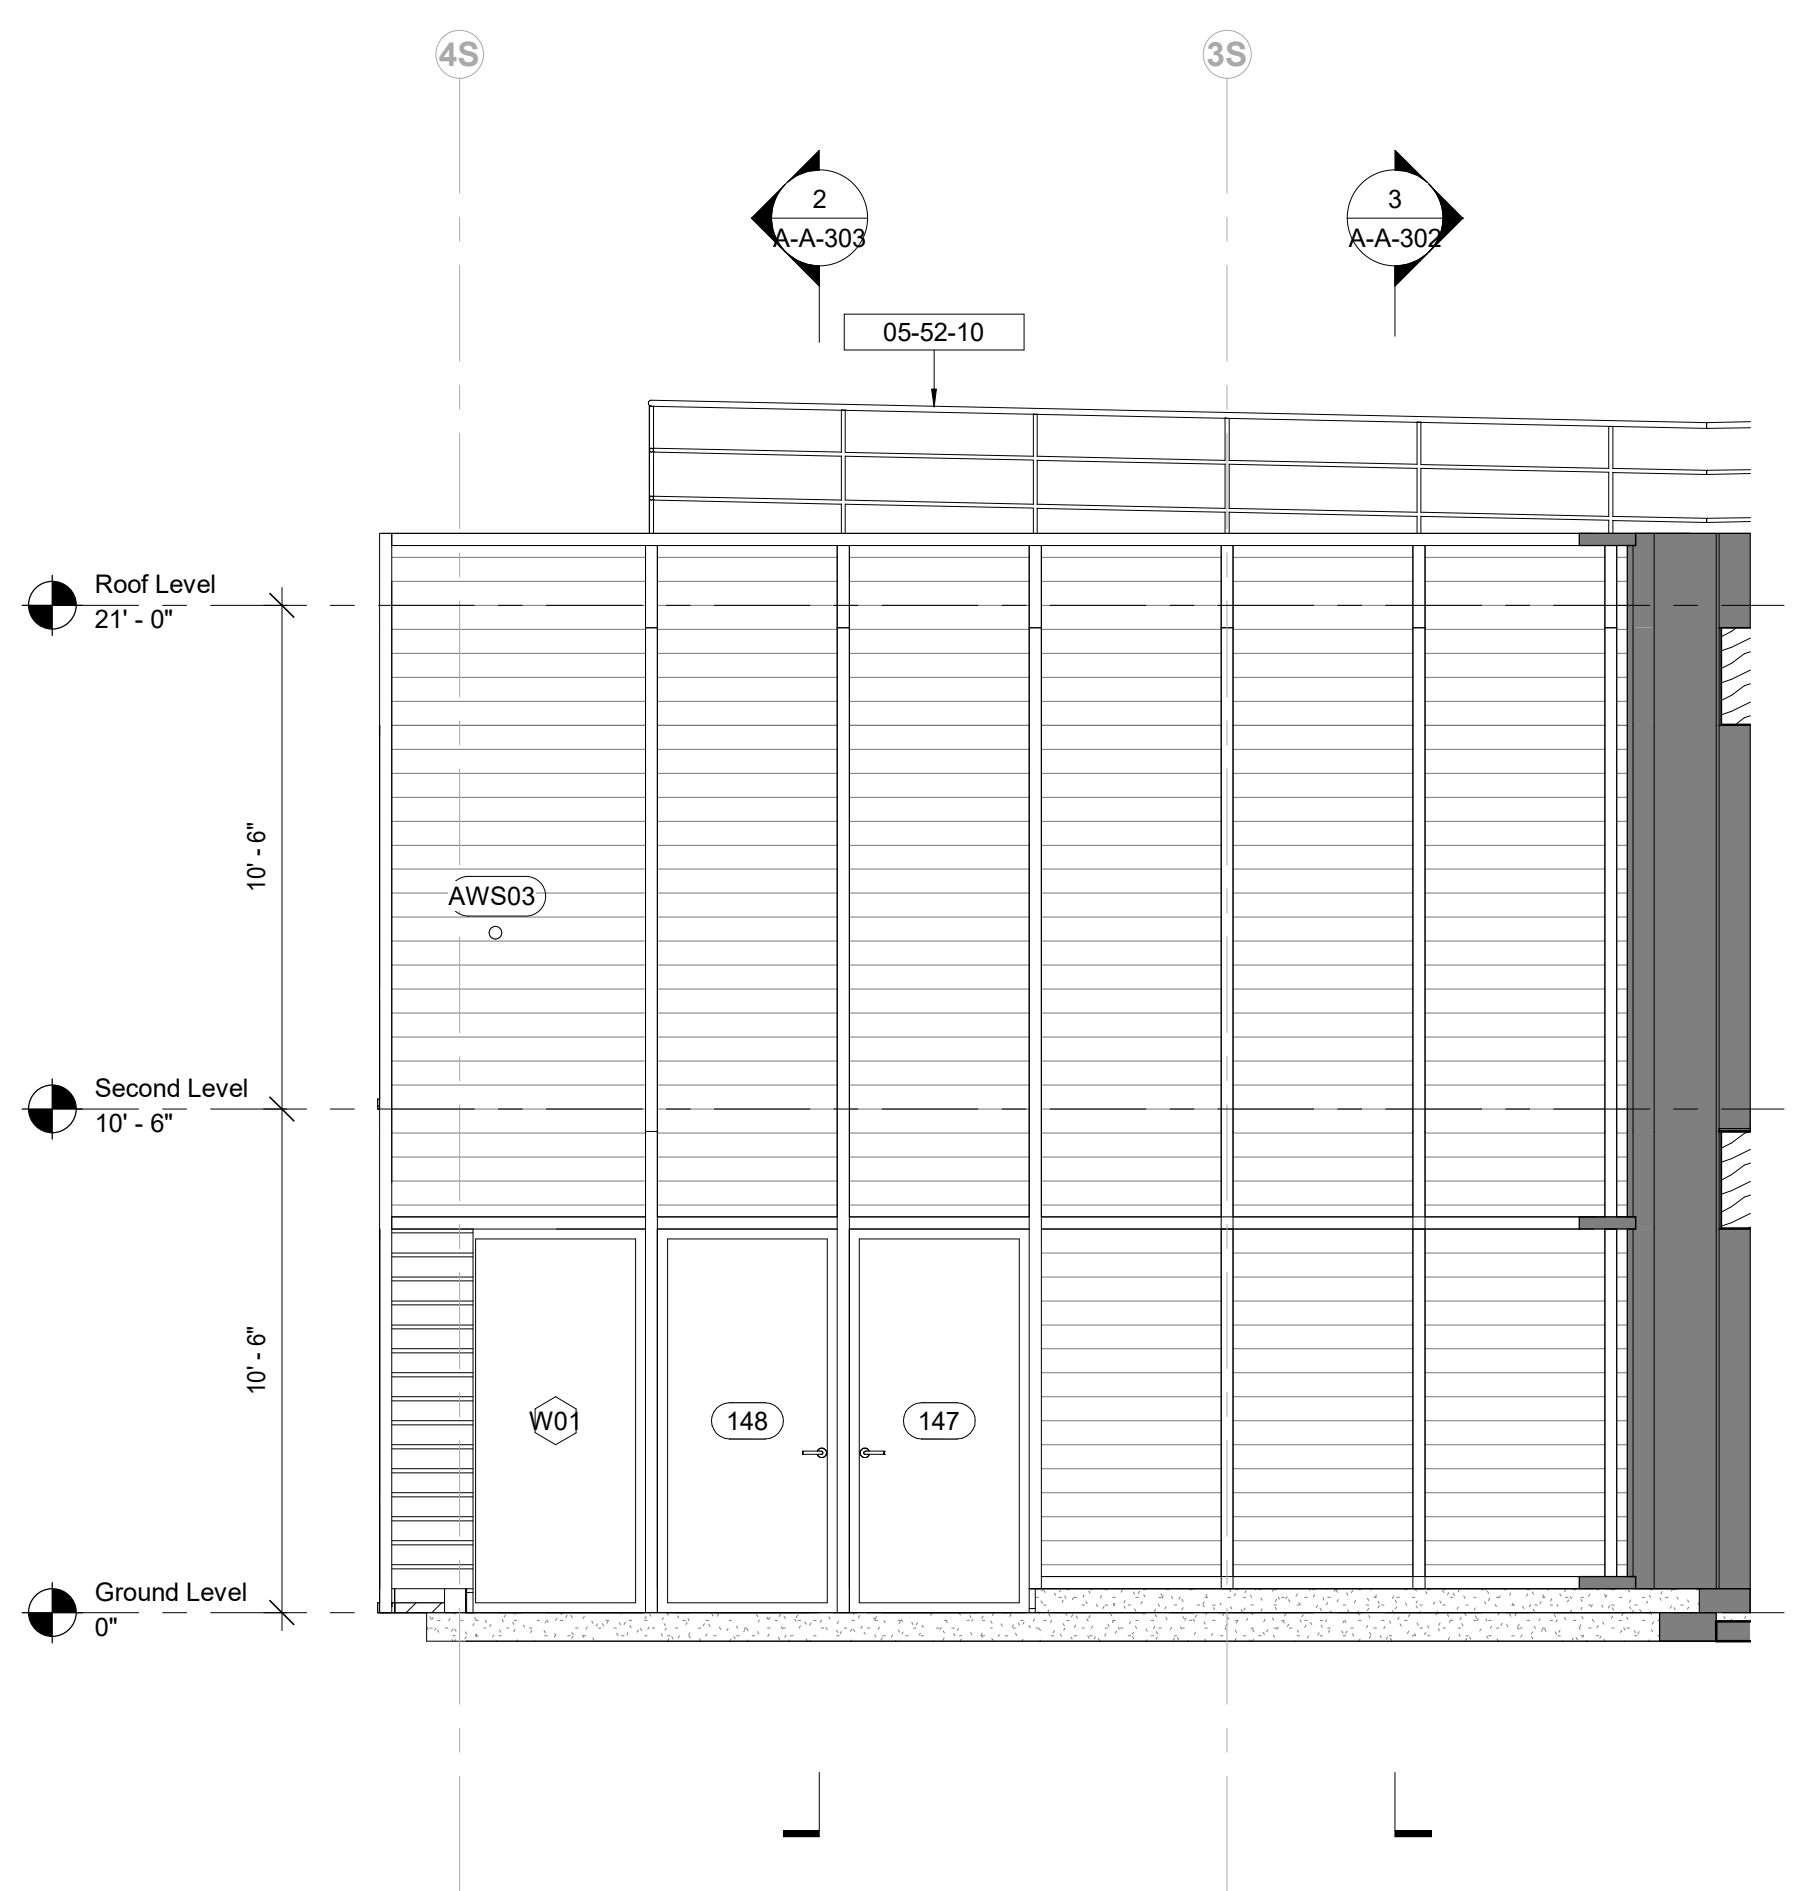 4S
3S
2
A-A-303
3
A-A-302
05-52-10
Roof Level
21' - 0"
10' - 6"
AWS03
Second Level
10' - 6"
10' - 6"
W01
148
147
Ground Level
0"